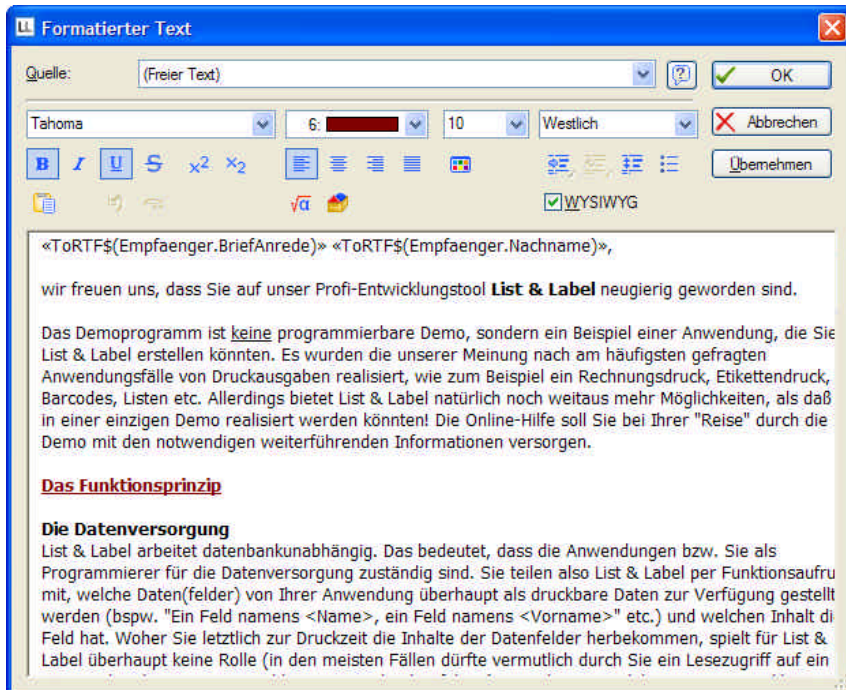 Formatierter Text
Quelle: (Freier Text) OK
Tahoma 6: 10 Westlich Abbrechen
B I U S x² x₂ Übernehmen
√α WYSIWYG
«ToRTF$(Empfaenger.BriefAnrede)» «ToRTF$(Empfaenger.Nachname)»,
wir freuen uns, dass Sie auf unser Profi-Entwicklungstool List & Label neugierig geworden sind.
Das Demoprogramm ist keine programmierbare Demo, sondern ein Beispiel einer Anwendung, die Sie
List & Label erstellen könnten. Es wurden die unserer Meinung nach am häufigsten gefragten
Anwendungsfälle von Druckausgaben realisiert, wie zum Beispiel ein Rechnungsdruck, Etikettendruck,
Barcodes, Listen etc. Allerdings bietet List & Label natürlich noch weitaus mehr Möglichkeiten, als daß
in einer einzigen Demo realisiert werden könnten! Die Online-Hilfe soll Sie bei Ihrer "Reise" durch die
Demo mit den notwendigen weiterführenden Informationen versorgen.
Das Funktionsprinzip
Die Datenversorgung
List & Label arbeitet datenbankunabhängig. Das bedeutet, dass die Anwendungen bzw. Sie als
Programmierer für die Datenversorgung zuständig sind. Sie teilen also List & Label per Funktionsaufru
mit, welche Daten(felder) von Ihrer Anwendung überhaupt als druckbare Daten zur Verfügung gestellt
werden (bspw. "Ein Feld namens <Name>, ein Feld namens <Vorname>" etc.) und welchen Inhalt di
Feld hat. Woher Sie letztlich zur Druckzeit die Inhalte der Datenfelder herbekommen, spielt für List &
Label überhaupt keine Rolle (in den meisten Fällen dürfte vermutlich durch Sie ein Lesezugriff auf ein